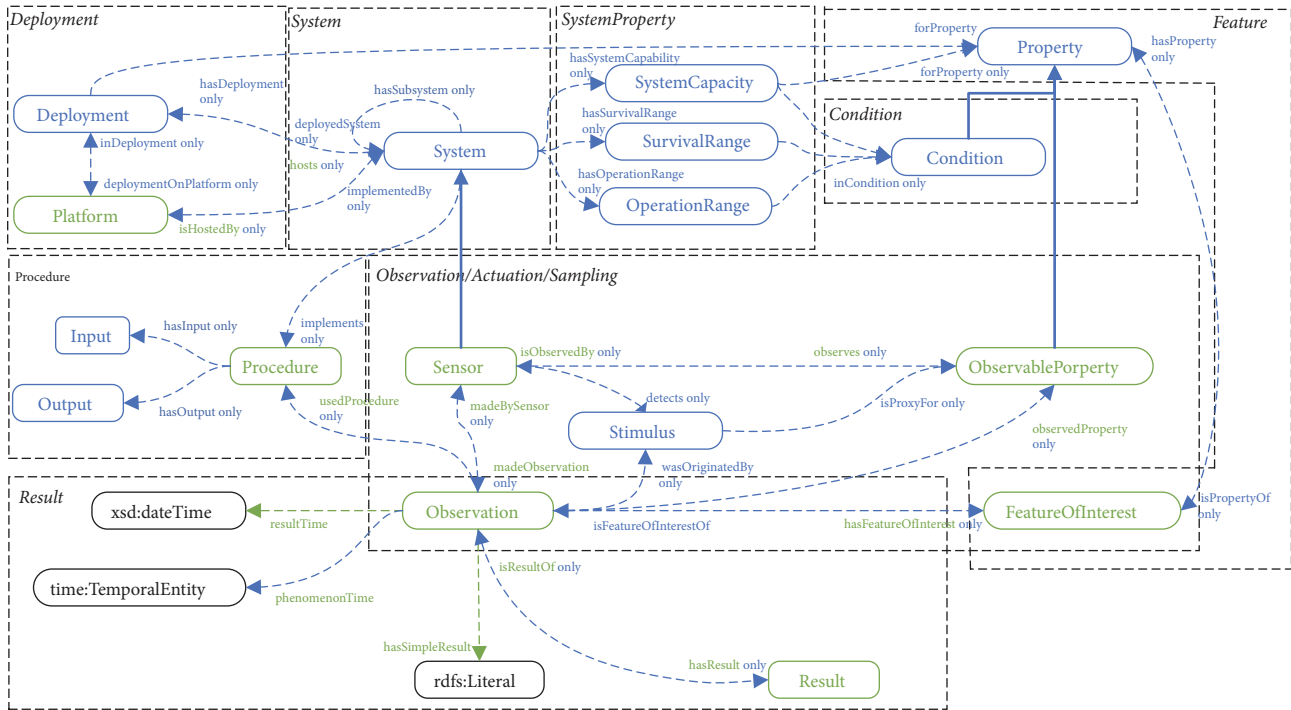 Deployment
System
SystemProperty
Feature
forProperty
Property
hasProperty
only
hasSystemCapability
only
SystemCapacity
forProperty only
hasDeployment
only
hasSubsystem only
Deployment
Condition
hasSurvivalRange
only
deployedSystem
only
inDeployment only
System
SurvivalRange
Condition
hosts only
hasOperationRange
only
deploymentOnPlatform only
implementedBy
only
inCondition only
Platform
OperationRange
isHostedBy only
Procedure
Observation/Actuation/Sampling
Input
hasInput only
implements
only
isObservedBy only
observes only
Procedure
Sensor
ObservablePorperty
Output
hasOutput only
usedProcedure
only
madeBySensor
only
detects only
isProxyFor only
Stimulus
observedProperty
only
madeObservation
only
wasOriginatedBy
only
Result
xsd:dateTime
resultTime
Observation
isFeatureOfInterestOf
hasFeatureOfInterest only
FeatureOfInterest
isPropertyOf
only
isResultOf only
time:TemporalEntity
phenomenonTime
hasSimpleResult
hasResult only
rdfs:Literal
Result